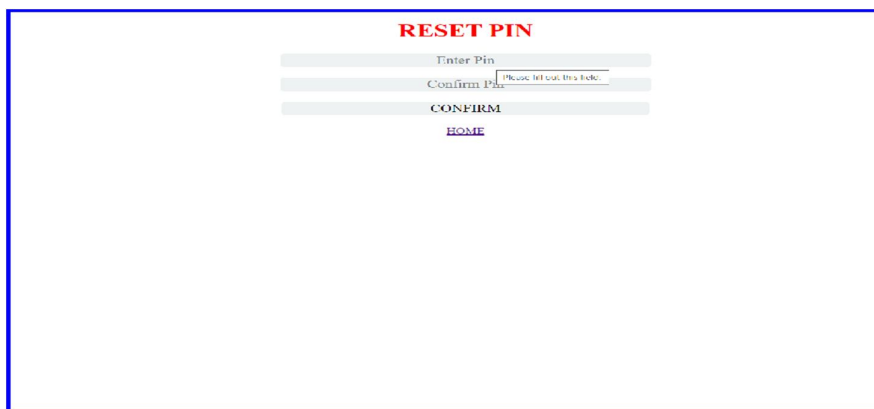 RESET PIN
Enter Pin
Please fill out this field.
Confirm Pin
CONFIRM
HOME